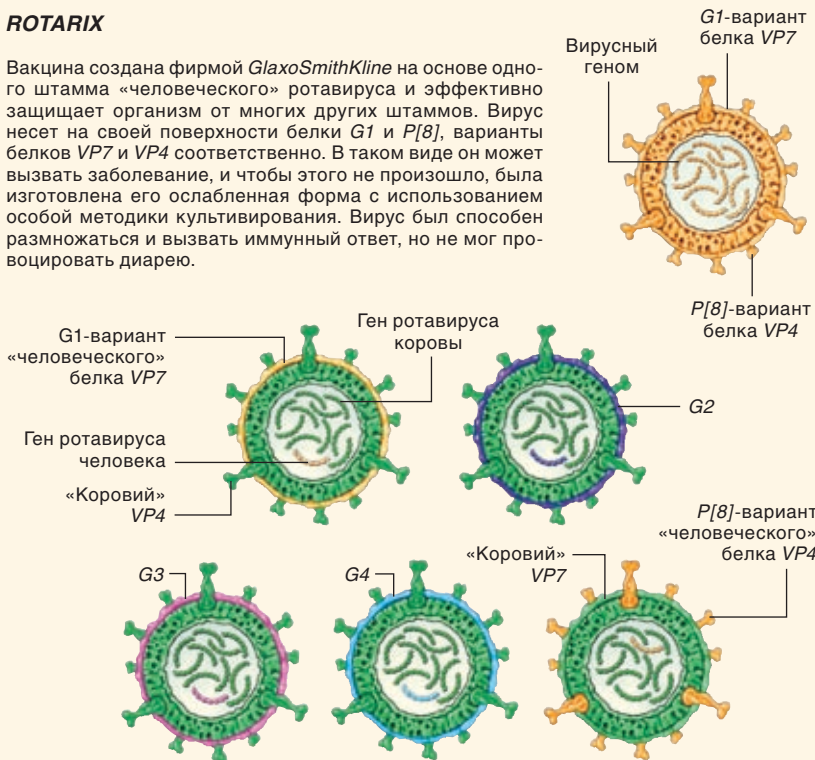 ROTARIX
Вакцина создана фирмой GlaxoSmithKline на основе одно-
го штамма «человеческого» ротавируса и эффективно
защищает организм от многих других штаммов. Вирус
несет на своей поверхности белки G1 и P[8], варианты
белков VP7 и VP4 соответственно. В таком виде он может
вызвать заболевание, и чтобы этого не произошло, была
изготовлена его ослабленная форма с использованием
особой методики культивирования. Вирус был способен
размножаться и вызвать иммунный ответ, но не мог про-
воцировать диарею.
Вирусный
геном
G1-вариант
белка VP7
P[8]-вариант
белка VP4
G1-вариант
«человеческого»
белка VP7
Ген ротавируса
коровы
Ген ротавируса
человека
«Коровий»
VP4
G2
G3
G4
«Коровий»
VP7
P[8]-вариант
«человеческого»
белка VP4